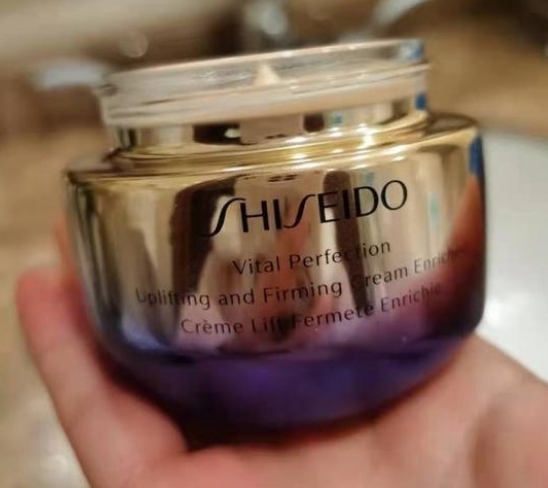 SHISEIDO
Vital Perfection
Uplifting and Firming Cream Enriched
Crème Lift Fermeté Enrichie